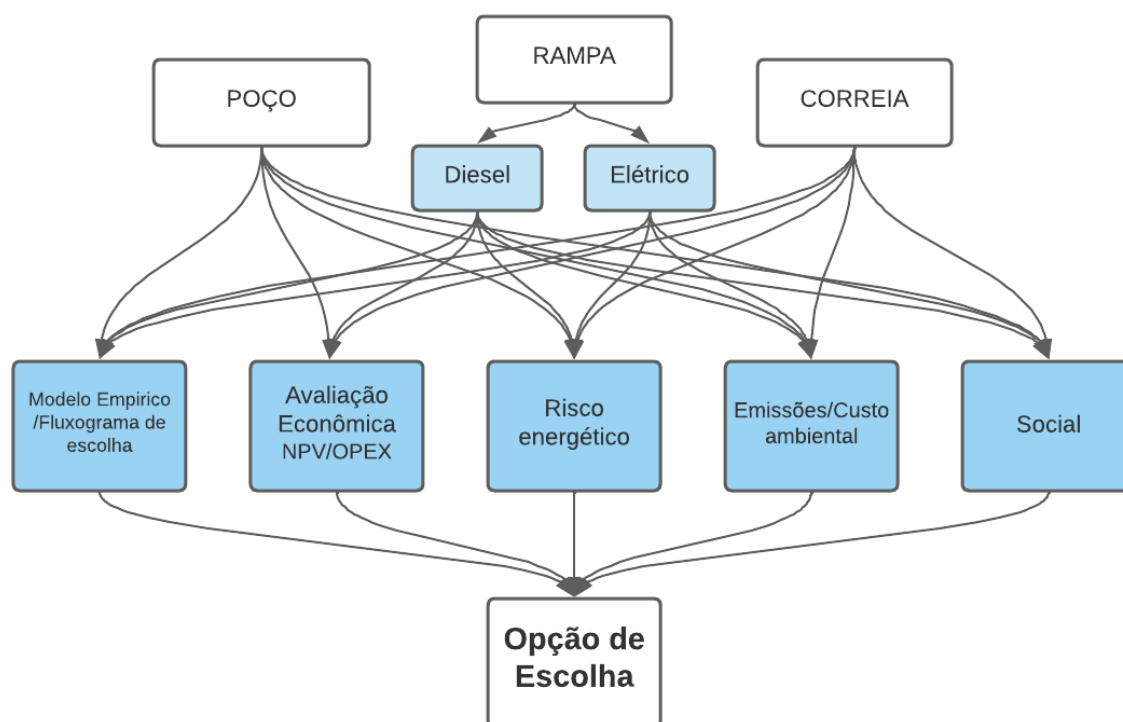 RAMPA
POÇO
CORREIA
Diesel
Elétrico
Modelo Empirico
/Fluxograma de
escolha
Avaliação
Econômica
NPV/OPEX
Risco
energético
Emissões/Custo
ambiental
Social
Opção de
Escolha